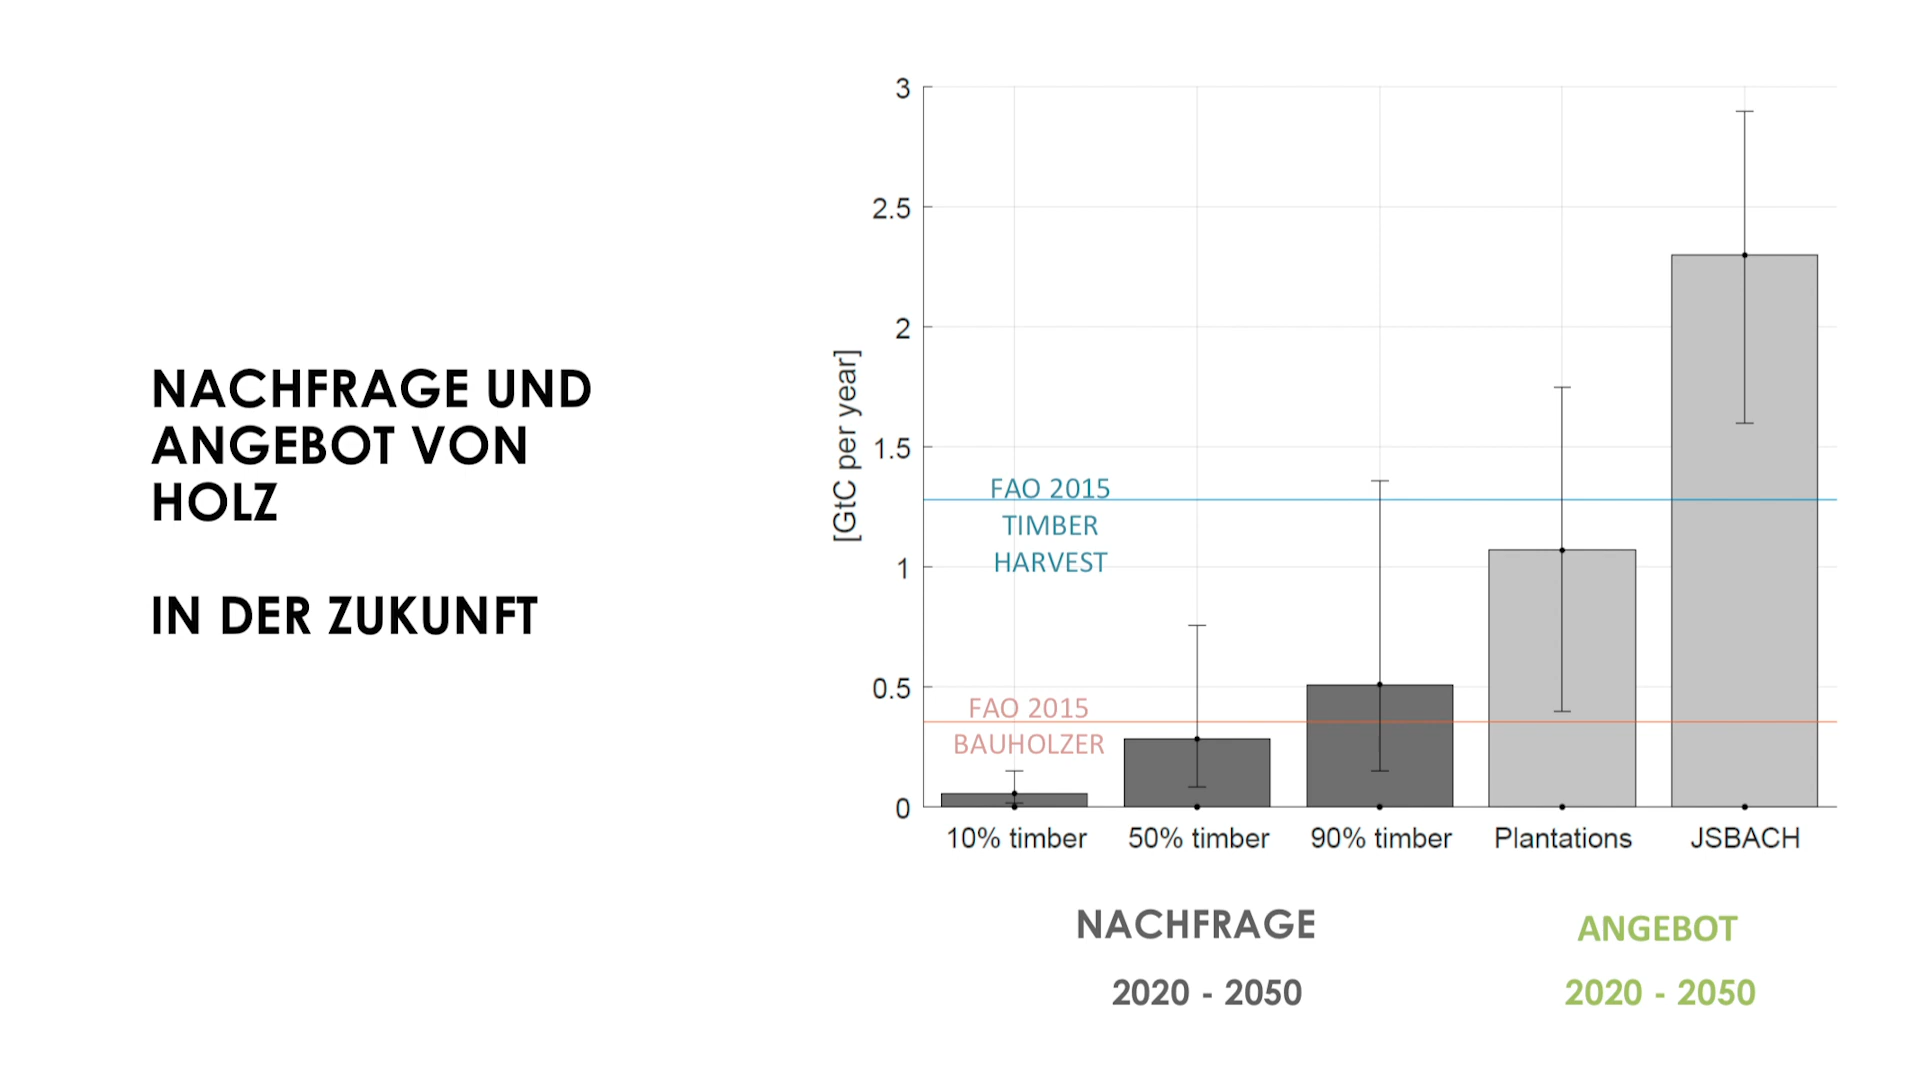 NACHFRAGE UND
ANGEBOT VON
HOLZ
IN DER ZUKUNFT
[GtC per year]
3
2.5
2
1.5
1
0.5
0
FAO 2015
TIMBER
HARVEST
FAO 2015
BAUHOLZER
10% timber
50% timber
90% timber
Plantations
JSBACH
NACHFRAGE
2020 - 2050
ANGEBOT
2020 - 2050